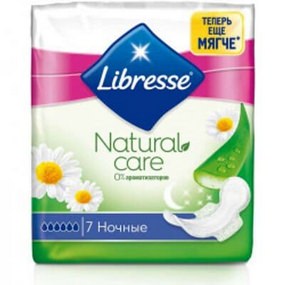 ТЕПЕРЬ
ЕЩЕ
МЯГЧЕ*
Libresse
Natural
care
0% ароматизаторов
7 Ночные